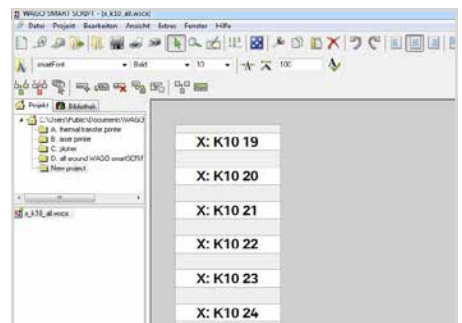 WAGO SMART SCRIPT - [x_k10_all.wscx]
Datei Projekt Bearbeiten Ansicht Extras Fenster Hilfe
smartFont Bold 10 100
Projekt Bibliothek
C:\Users\Public\Documents\WAGO
A. thermal transfer printer
B. laser printer
C. plotter
D. all around WAGO smartSCRIP
New project
x_k10_all.wscx
X: K10 19
X: K10 20
X: K10 21
X: K10 22
X: K10 23
X: K10 24